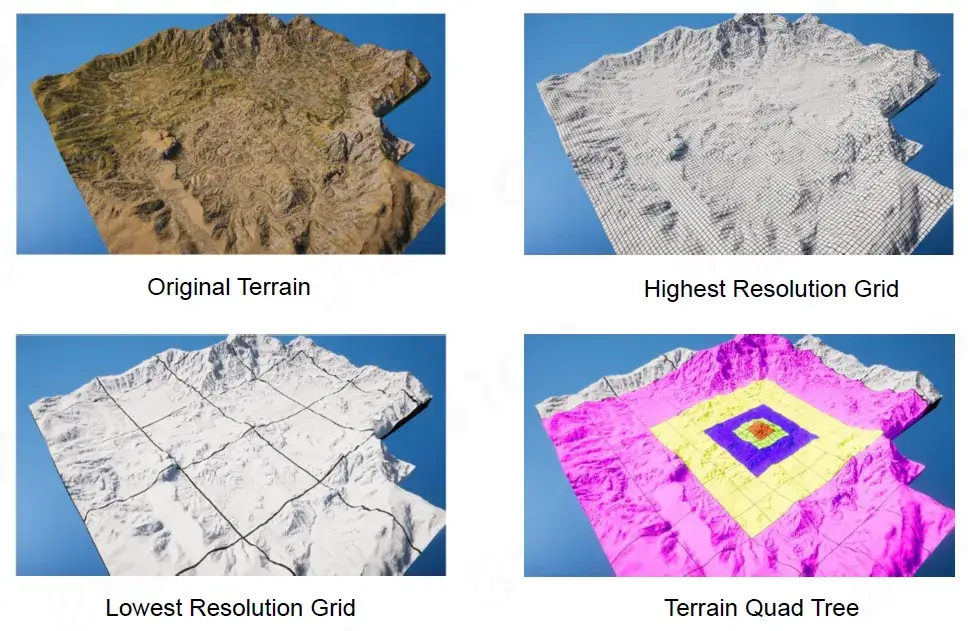 Original Terrain
Highest Resolution Grid
Lowest Resolution Grid
Terrain Quad Tree